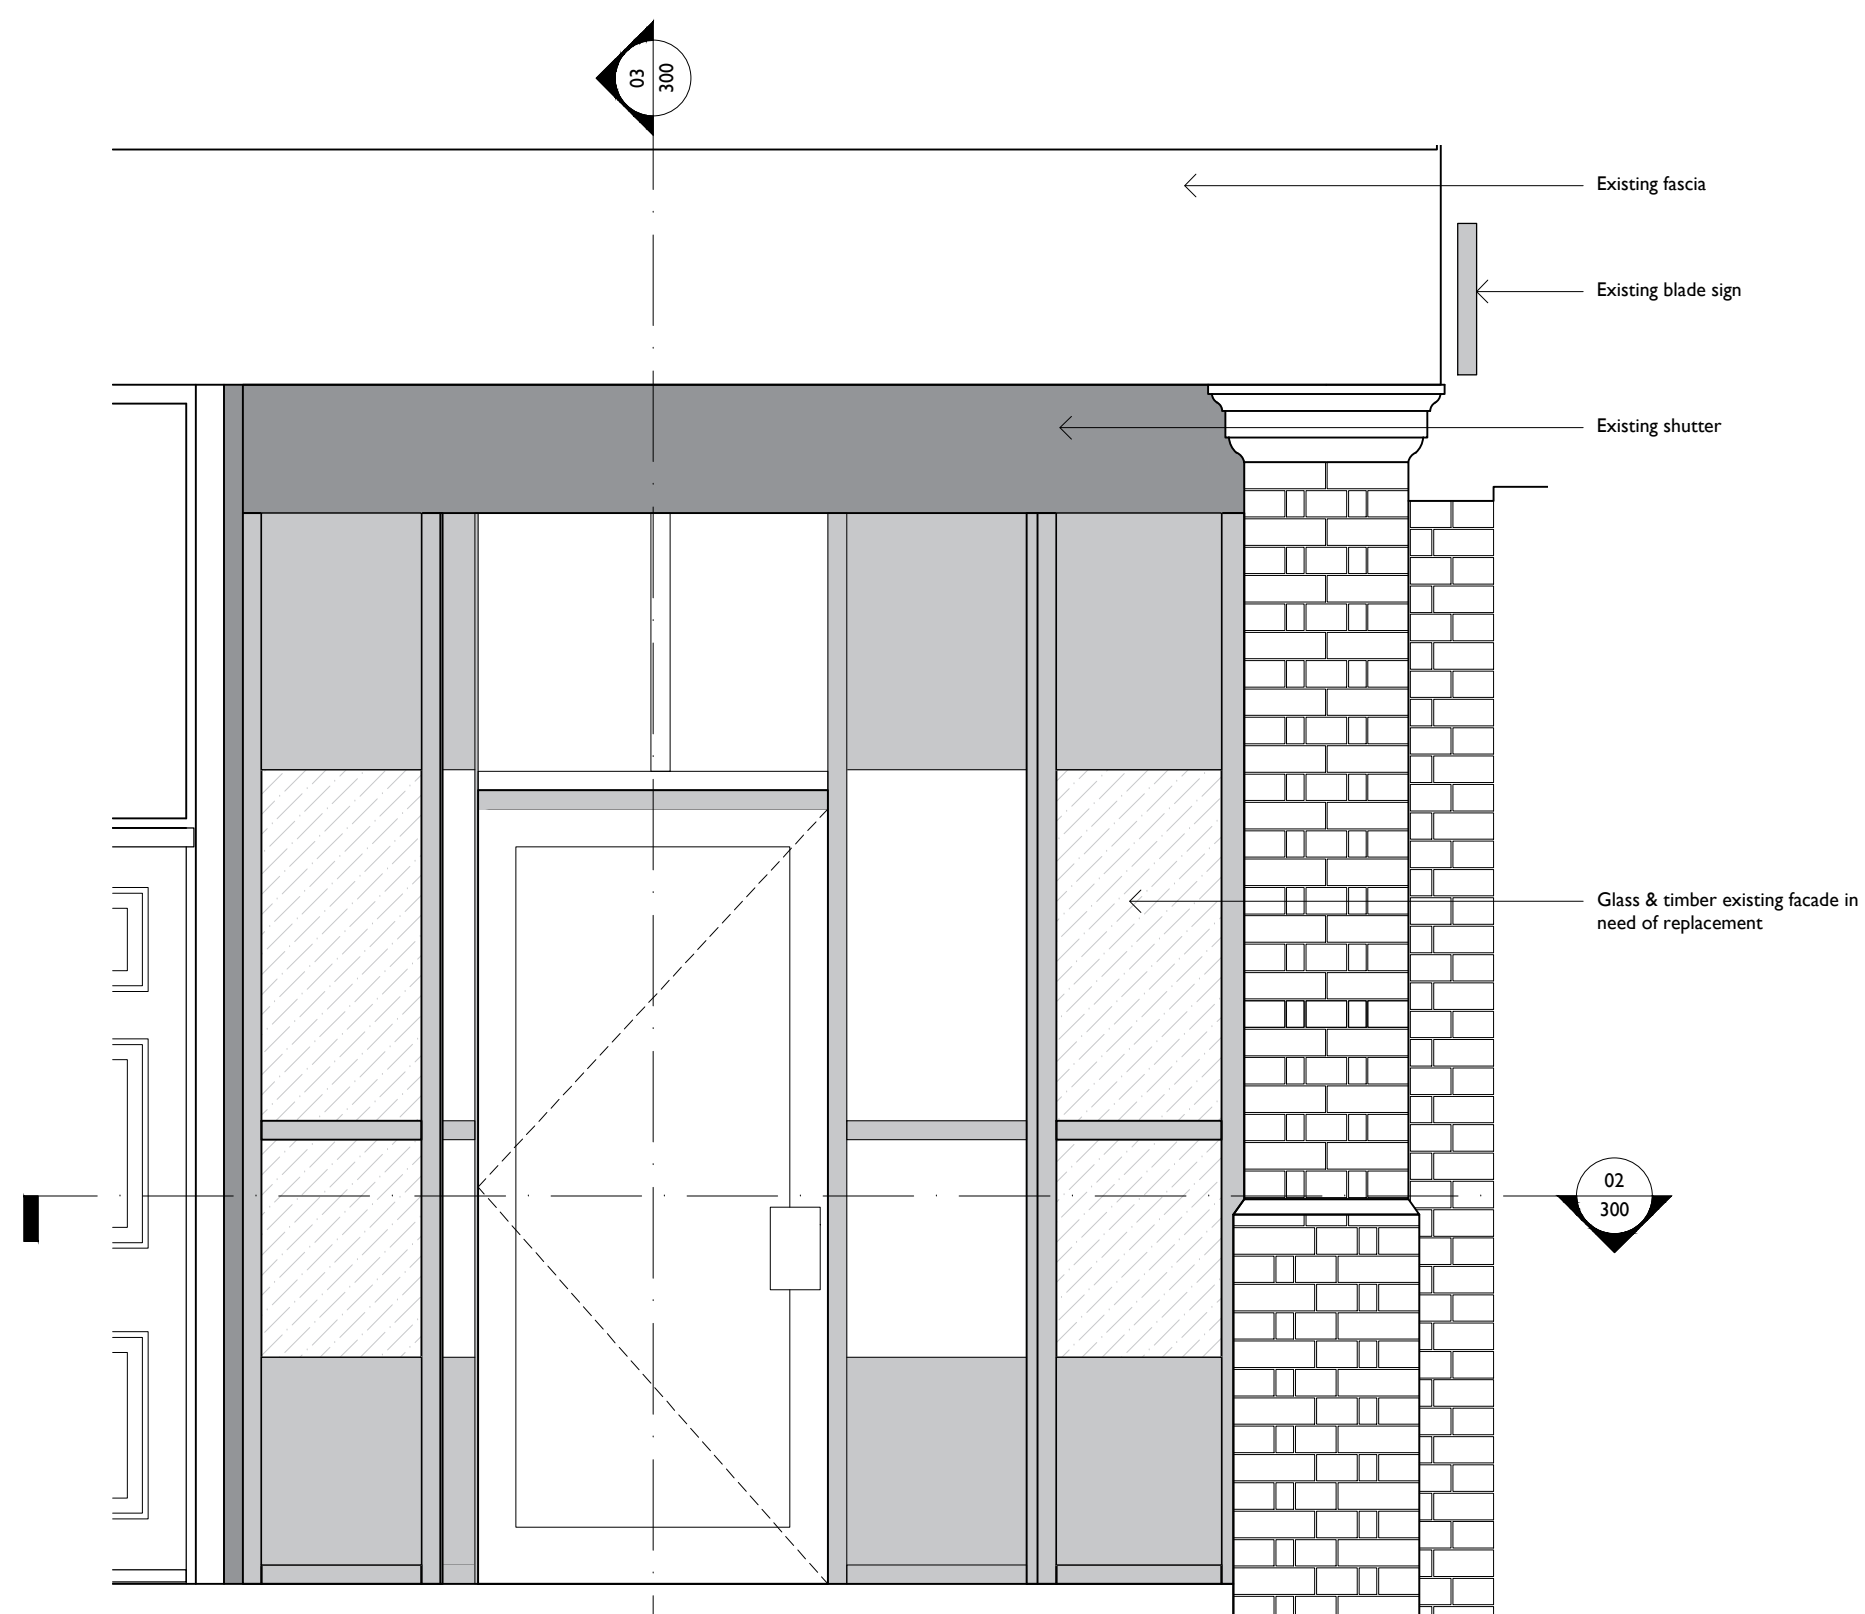 03
300
Existing fascia
Existing blade sign
Existing shutter
Glass & timber existing facade in
need of replacement
02
300